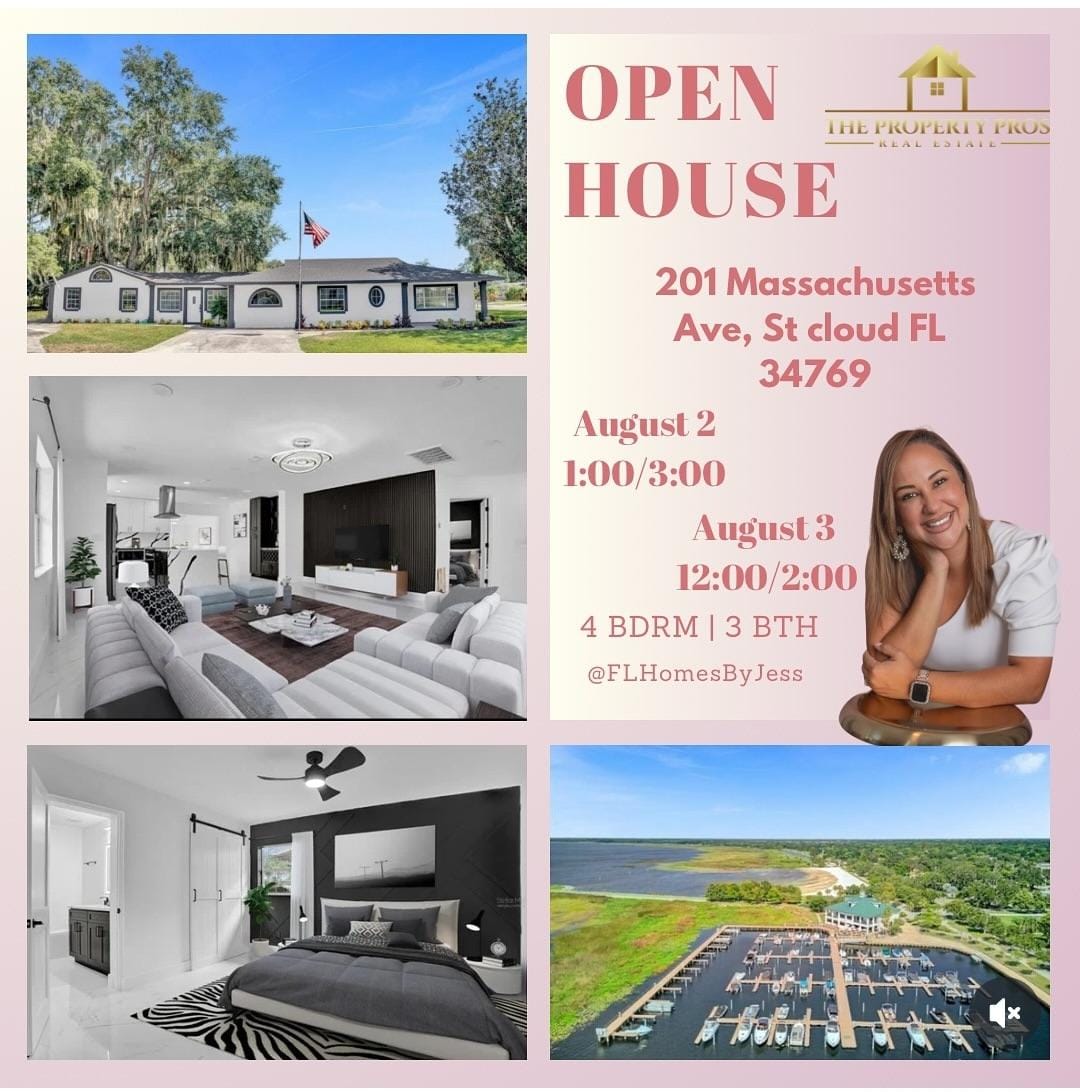 OPEN
HOUSE
THE PROPERTY PROS
REAL ESTATE
201 Massachusetts
Ave, St cloud FL
34769
August 2
1:00/3:00
August 3
12:00/2:00
4 BDRM | 3 BTH
@FLHomesByJess